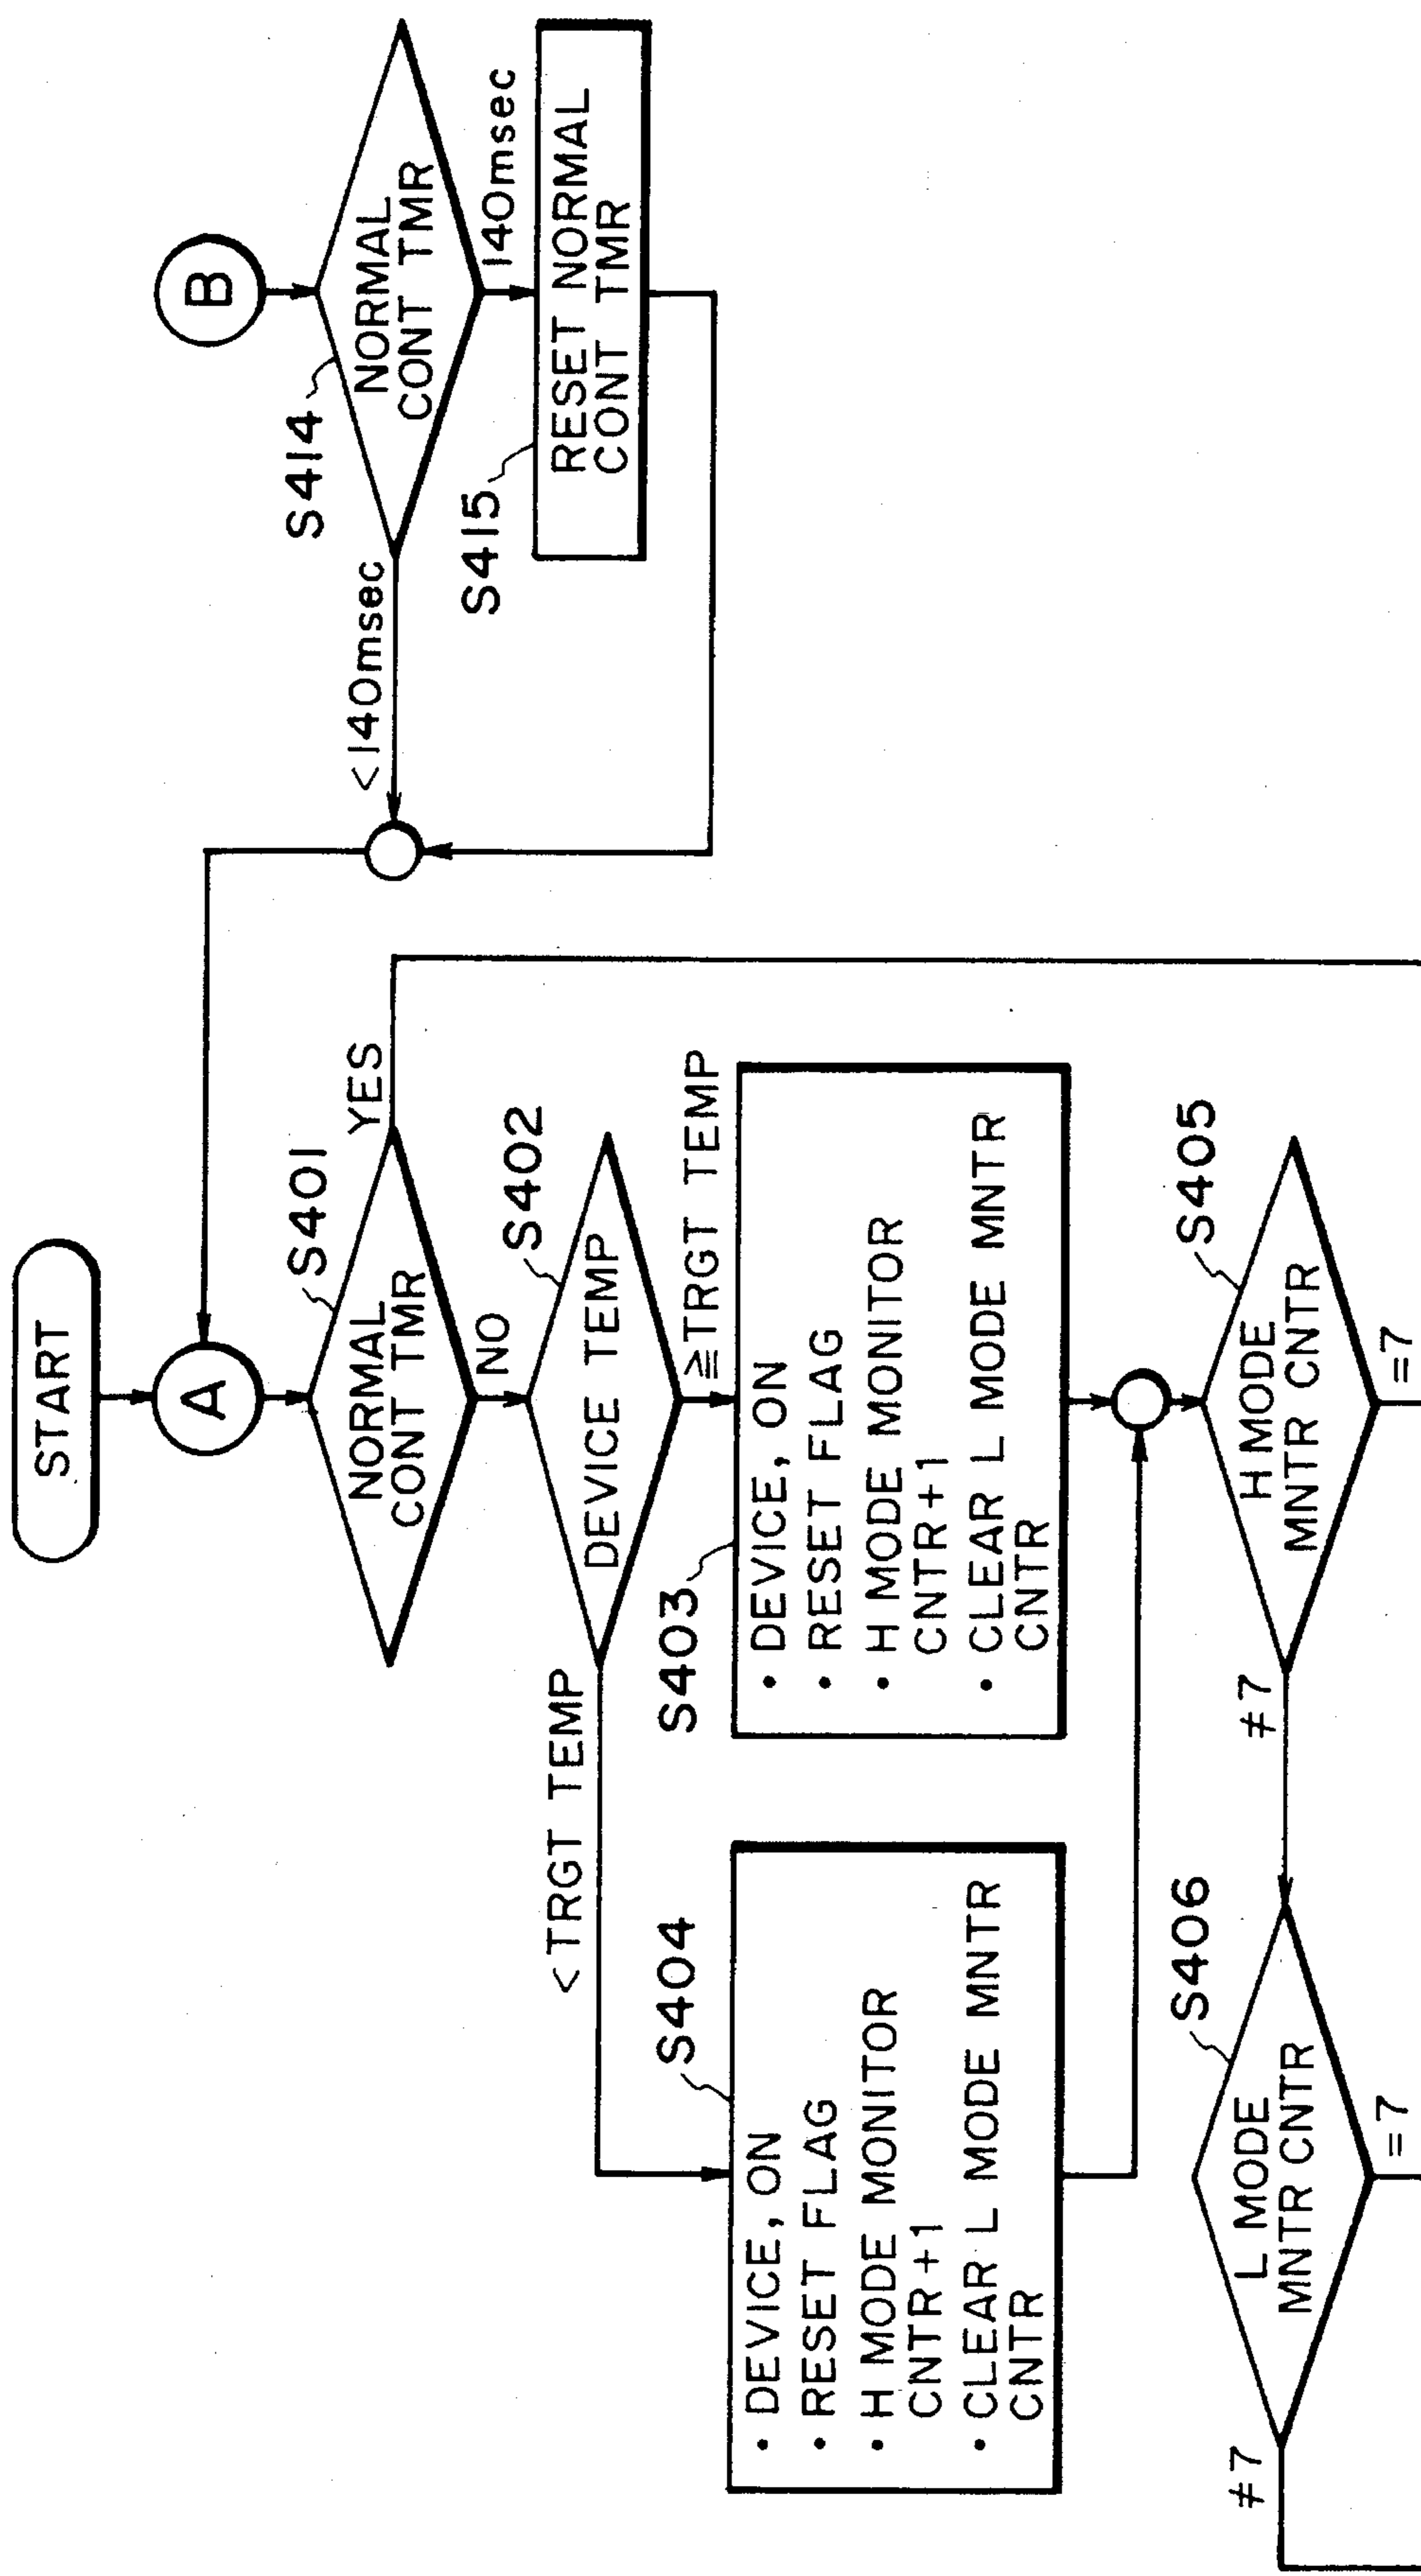 START
A
NORMAL
CONT TMR
S401
YES
NO
DEVICE TEMP
S402
<TRGT TEMP
≧TRGT TEMP
S404
• DEVICE, ON
• RESET FLAG
• H MODE MONITOR
CNTR+1
• CLEAR L MODE MNTR
CNTR
S403
• DEVICE, ON
• RESET FLAG
• H MODE MONITOR
CNTR+1
• CLEAR L MODE MNTR
CNTR
H MODE
MNTR CNTR
S405
≠7
=7
L MODE
MNTR CNTR
S406
≠7
=7
B
S414
NORMAL
CONT TMR
<140msec
140msec
S415
RESET NORMAL
CONT TMR